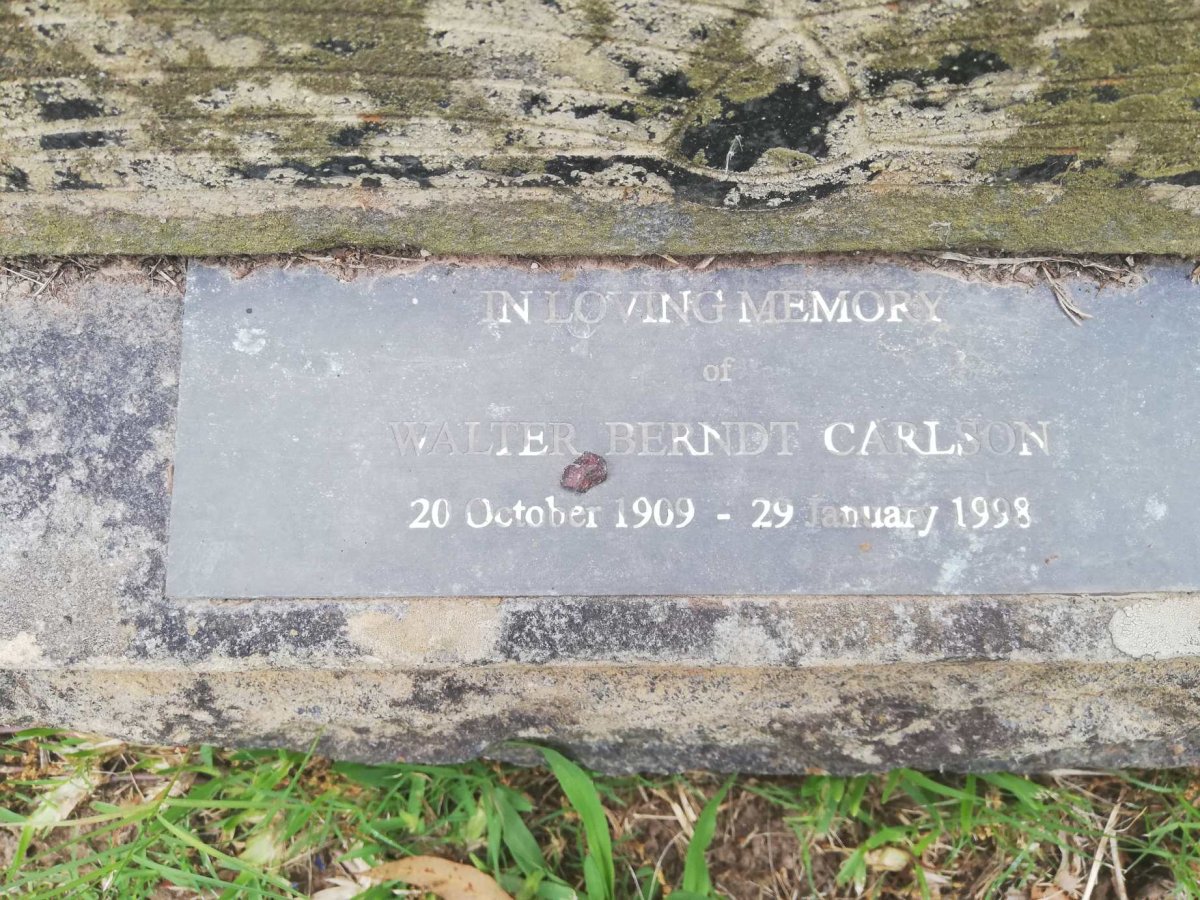 IN LOVING MEMORY
of
WALTER BERNDT CARLSON
20 October 1909 - 29 January 1998